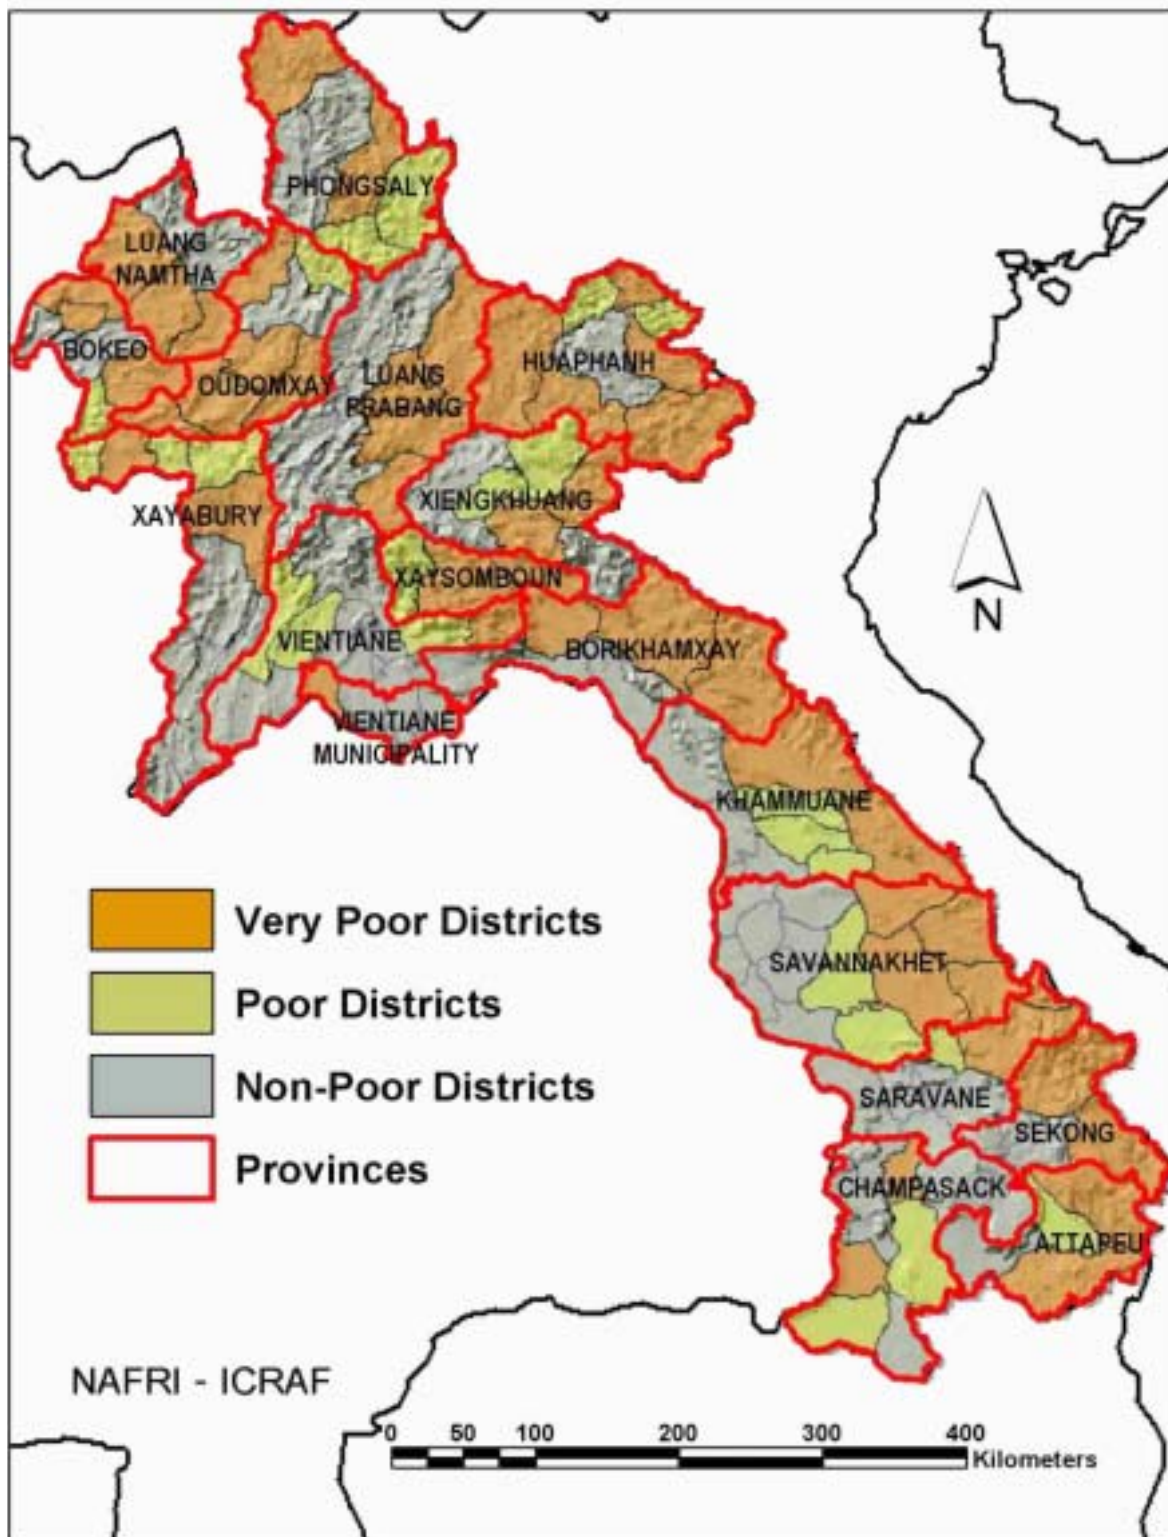 PHONGSALY
LUANG
NAMTHA
BOKEO
OUDOMXAY
LUANG
PRABANG
HUAPHANH
XIENGKHUANG
XAYABURY
XAYSOMBOUN
VIENTIANE
BORIKHAMXAY
VIENTIANE
MUNICIPALITY
KHAMMUANE
SAVANNAKHET
SARAVANE
SEKONG
CHAMPASACK
ATTAPEU
N
Very Poor Districts
Poor Districts
Non-Poor Districts
Provinces
NAFRI - ICRAF
0 50 100 200 300 400
Kilometers